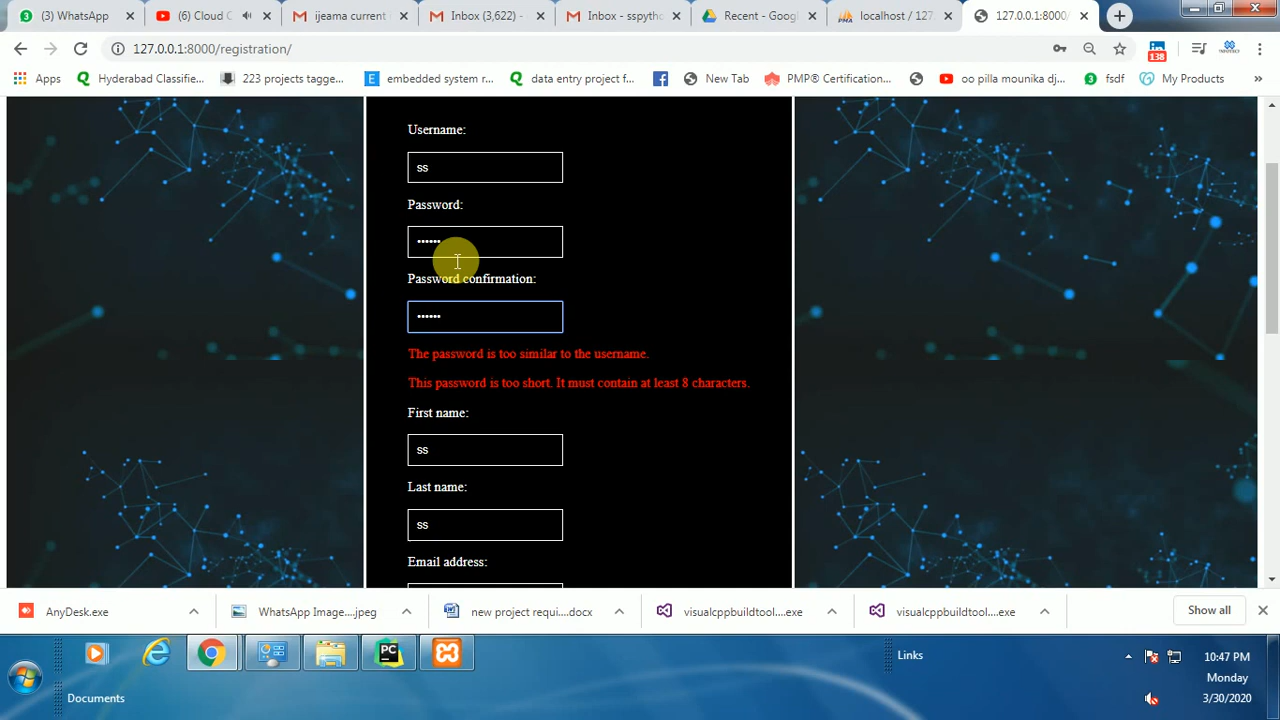 (3) WhatsApp
(6) Cloud C
ijeama current
Inbox (3,622) -
Inbox - sspyth
Recent – Goog
localhost / 127
127.0.0.1:8000/
127.0.0.1:8000/registration/
138
Apps
Hyderabad Classifie...
223 projects tagge...
embedded system r...
data entry project f...
New Tab
PMP® Certification...
oo pilla mounika dj...
fsdf
My Products
»
Username:
ss
Password:
••••••
Password confirmation:
••••••
The password is too similar to the username.
This password is too short. It must contain at least 8 characters.
First name:
ss
Last name:
ss
Email address:
AnyDesk.exe
WhatsApp Image....jpeg
new project requi....docx
visualcppbuildtool....exe
visualcppbuildtool....exe
Show all
Links
10:47 PM
Monday
3/30/2020
Documents